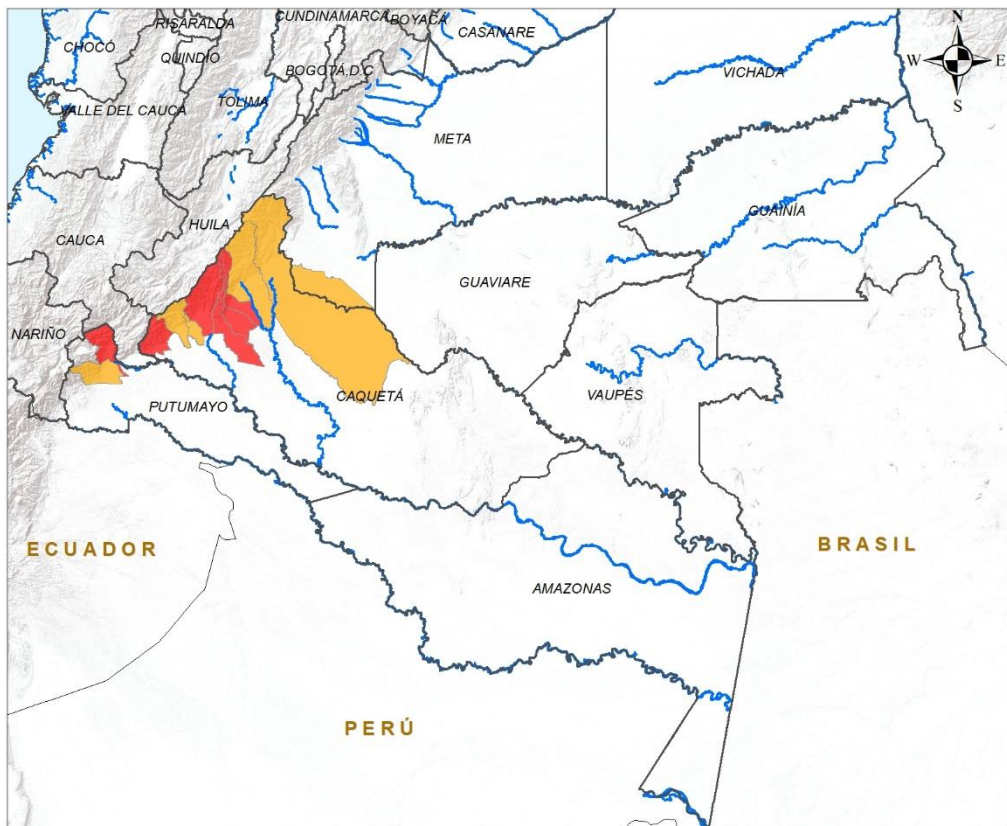 RISARALDA
CUNDINAMARCA
BOYACÁ
CASANARE
CHOCÓ
QUINDÍO
BOGOTÁ,D.C
VICHADA
N
W
E
S
TOLIMA
VALLE DEL CAUCA
META
GUAINÍA
HUILA
CAUCA
GUAVIARE
NARIÑO
CAQUETÁ
VAUPÉS
PUTUMAYO
ECUADOR
BRASIL
AMAZONAS
PERÚ